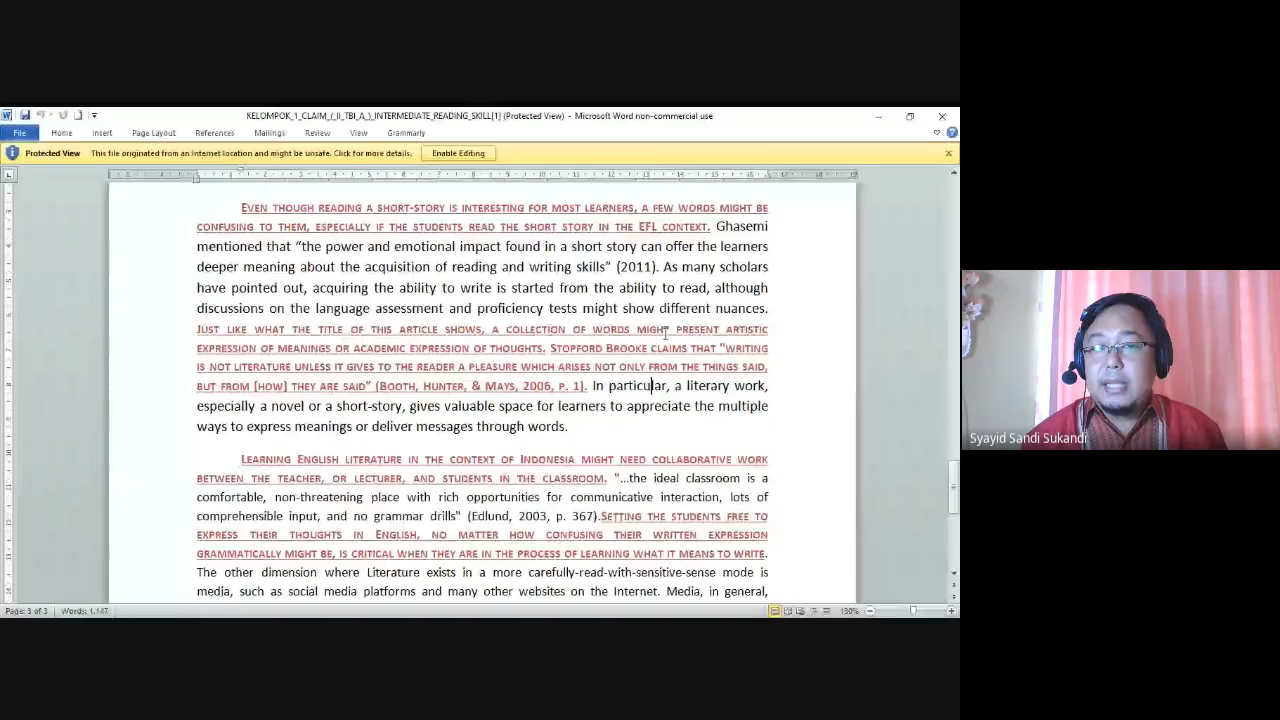 KELOMPOK_1_CLAIM_(_II_TBI_A_)_INTERMEDIATE_READING_SKILL[1] (Protected View) - Microsoft Word non-commercial use
File Home Insert Page Layout References Mailings Review View Grammarly
Protected View This file originated from an Internet location and might be unsafe. Click for more details. Enable Editing
EVEN THOUGH READING A SHORT-STORY IS INTERESTING FOR MOST LEARNERS, A FEW WORDS MIGHT BE
CONFUSING TO THEM, ESPECIALLY IF THE STUDENTS READ THE SHORT STORY IN THE EFL CONTEXT. Ghasemi
mentioned that “the power and emotional impact found in a short story can offer the learners
deeper meaning about the acquisition of reading and writing skills” (2011). As many scholars
have pointed out, acquiring the ability to write is started from the ability to read, although
discussions on the language assessment and proficiency tests might show different nuances.
JUST LIKE WHAT THE TITLE OF THIS ARTICLE SHOWS, A COLLECTION OF WORDS MIGHT PRESENT ARTISTIC
EXPRESSION OF MEANINGS OR ACADEMIC EXPRESSION OF THOUGHTS. STOPFORD BROOKE CLAIMS THAT "WRITING
IS NOT LITERATURE UNLESS IT GIVES TO THE READER A PLEASURE WHICH ARISES NOT ONLY FROM THE THINGS SAID,
BUT FROM [HOW] THEY ARE SAID” (BOOTH, HUNTER, & MAYS, 2006, P. 1). In particular, a literary work,
especially a novel or a short-story, gives valuable space for learners to appreciate the multiple
ways to express meanings or deliver messages through words.
LEARNING ENGLISH LITERATURE IN THE CONTEXT OF INDONESIA MIGHT NEED COLLABORATIVE WORK
BETWEEN THE TEACHER, OR LECTURER, AND STUDENTS IN THE CLASSROOM. "...the ideal classroom is a
comfortable, non-threatening place with rich opportunities for communicative interaction, lots of
comprehensible input, and no grammar drills" (Edlund, 2003, p. 367).SETTING THE STUDENTS FREE TO
EXPRESS THEIR THOUGHTS IN ENGLISH, NO MATTER HOW CONFUSING THEIR WRITTEN EXPRESSION
GRAMMATICALLY MIGHT BE, IS CRITICAL WHEN THEY ARE IN THE PROCESS OF LEARNING WHAT IT MEANS TO WRITE.
The other dimension where Literature exists in a more carefully-read-with-sensitive-sense mode is
media, such as social media platforms and many other websites on the Internet. Media, in general,
Page: 3 of 3 Words: 1.147 130%
Syayid Sandi Sukandi